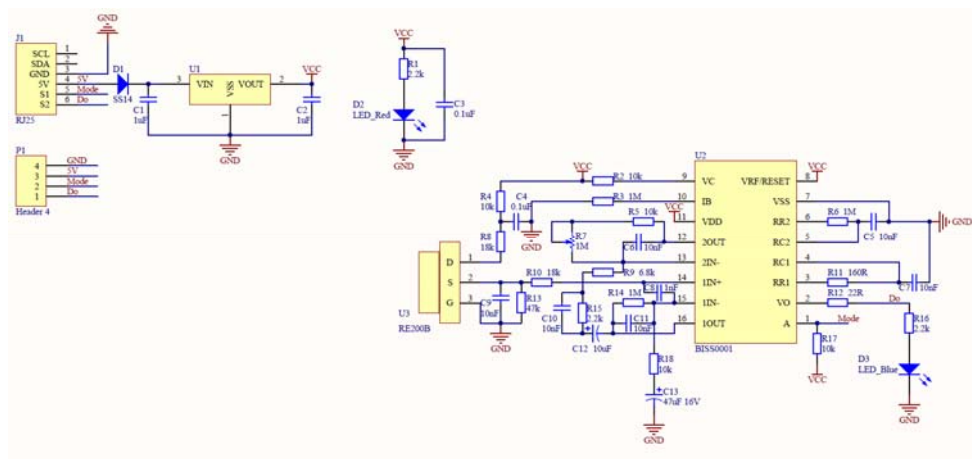 J1
SCL 1
SDA 2
GND 3
5V 4 5V
S1 5 Mode
S2 6 Do
RJ25
GND
D1
SS14
C1
1uF
U1
3 VIN VOUT 2
VSS
1
VCC
C2
1uF
GND
P1
4 GND
3 5V
2 Mode
1 Do
Header 4
VCC
R1
2.2k
D2
LED_Red
C3
0.1uF
GND
U2
VCC
R2 10k
9 VC
R3 1M
10 IB
VCC
11 VDD
R5 10k
12 2OUT
13 2IN-
14 1IN+
15 1IN-
16 1OUT
VRF/RESET 8
VCC
VSS 7
RR2 6
RC2 5
RC1 4
RR1 3
VO 2
A 1
BISS0001
R4
10k
C4
0.1uF
GND
R8
18k
R7
1M
C6 10nF
R9 6.8k
D 1
S 2
G 3
U3
RE200B
R10 18k
C9
10nF
R13
47k
GND
C8 1nF
R14 1M
C10
10nF
R15
2.2k
C11
10nF
C12 10uF
R18
10k
C13
47uF 16V
GND
R6 1M
C5 10nF
GND
R11 160R
C7 10nF
R12 22R
Do
Mode
R17
10k
VCC
R16
2.2k
D3
LED_Blue
GND